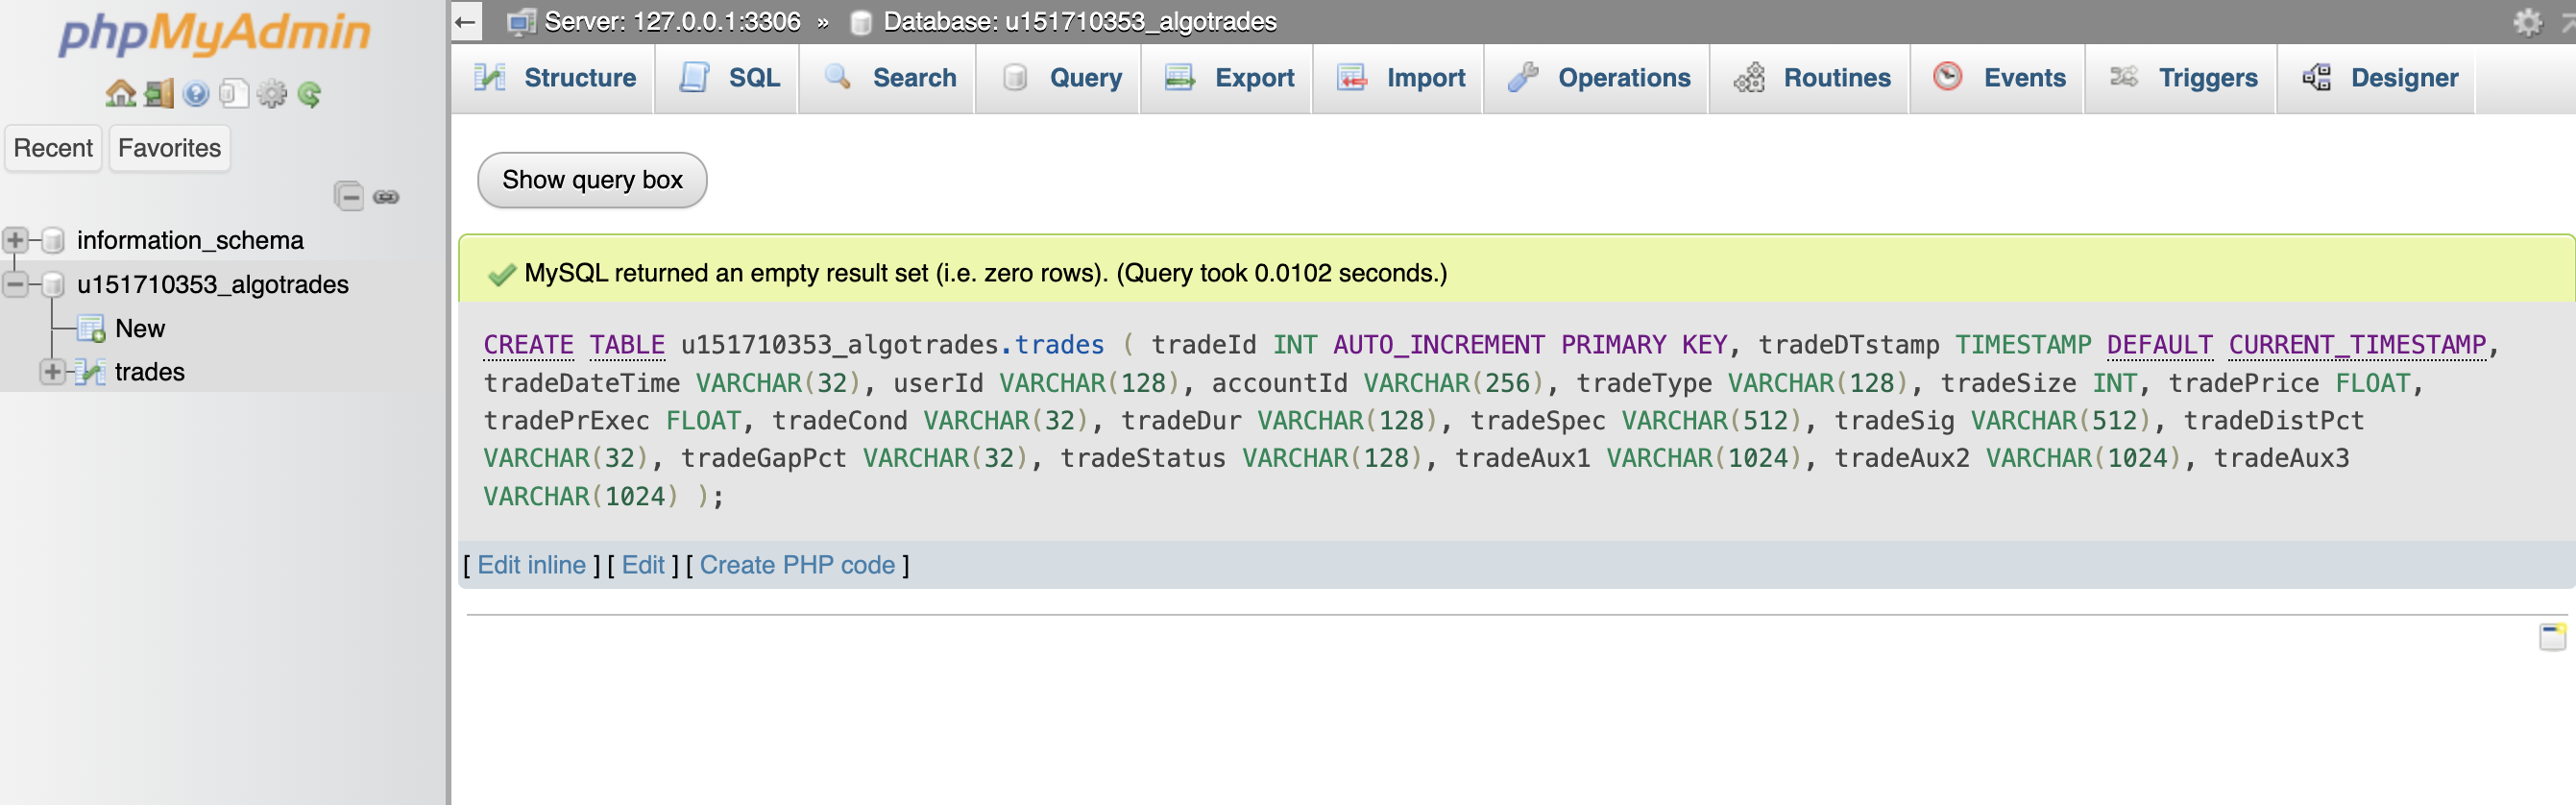 phpMyAdmin
Recent
Favorites
information_schema
u151710353_algotrades
New
trades
Server: 127.0.0.1:3306 » Database: u151710353_algotrades
Structure
SQL
Search
Query
Export
Import
Operations
Routines
Events
Triggers
Designer
Show query box
MySQL returned an empty result set (i.e. zero rows). (Query took 0.0102 seconds.)
CREATE TABLE u151710353_algotrades.trades ( tradeId INT AUTO_INCREMENT PRIMARY KEY, tradeDTstamp TIMESTAMP DEFAULT CURRENT_TIMESTAMP,
tradeDateTime VARCHAR(32), userId VARCHAR(128), accountId VARCHAR(256), tradeType VARCHAR(128), tradeSize INT, tradePrice FLOAT,
tradePrExec FLOAT, tradeCond VARCHAR(32), tradeDur VARCHAR(128), tradeSpec VARCHAR(512), tradeSig VARCHAR(512), tradeDistPct
VARCHAR(32), tradeGapPct VARCHAR(32), tradeStatus VARCHAR(128), tradeAux1 VARCHAR(1024), tradeAux2 VARCHAR(1024), tradeAux3
VARCHAR(1024) );
[ Edit inline ] [ Edit ] [ Create PHP code ]